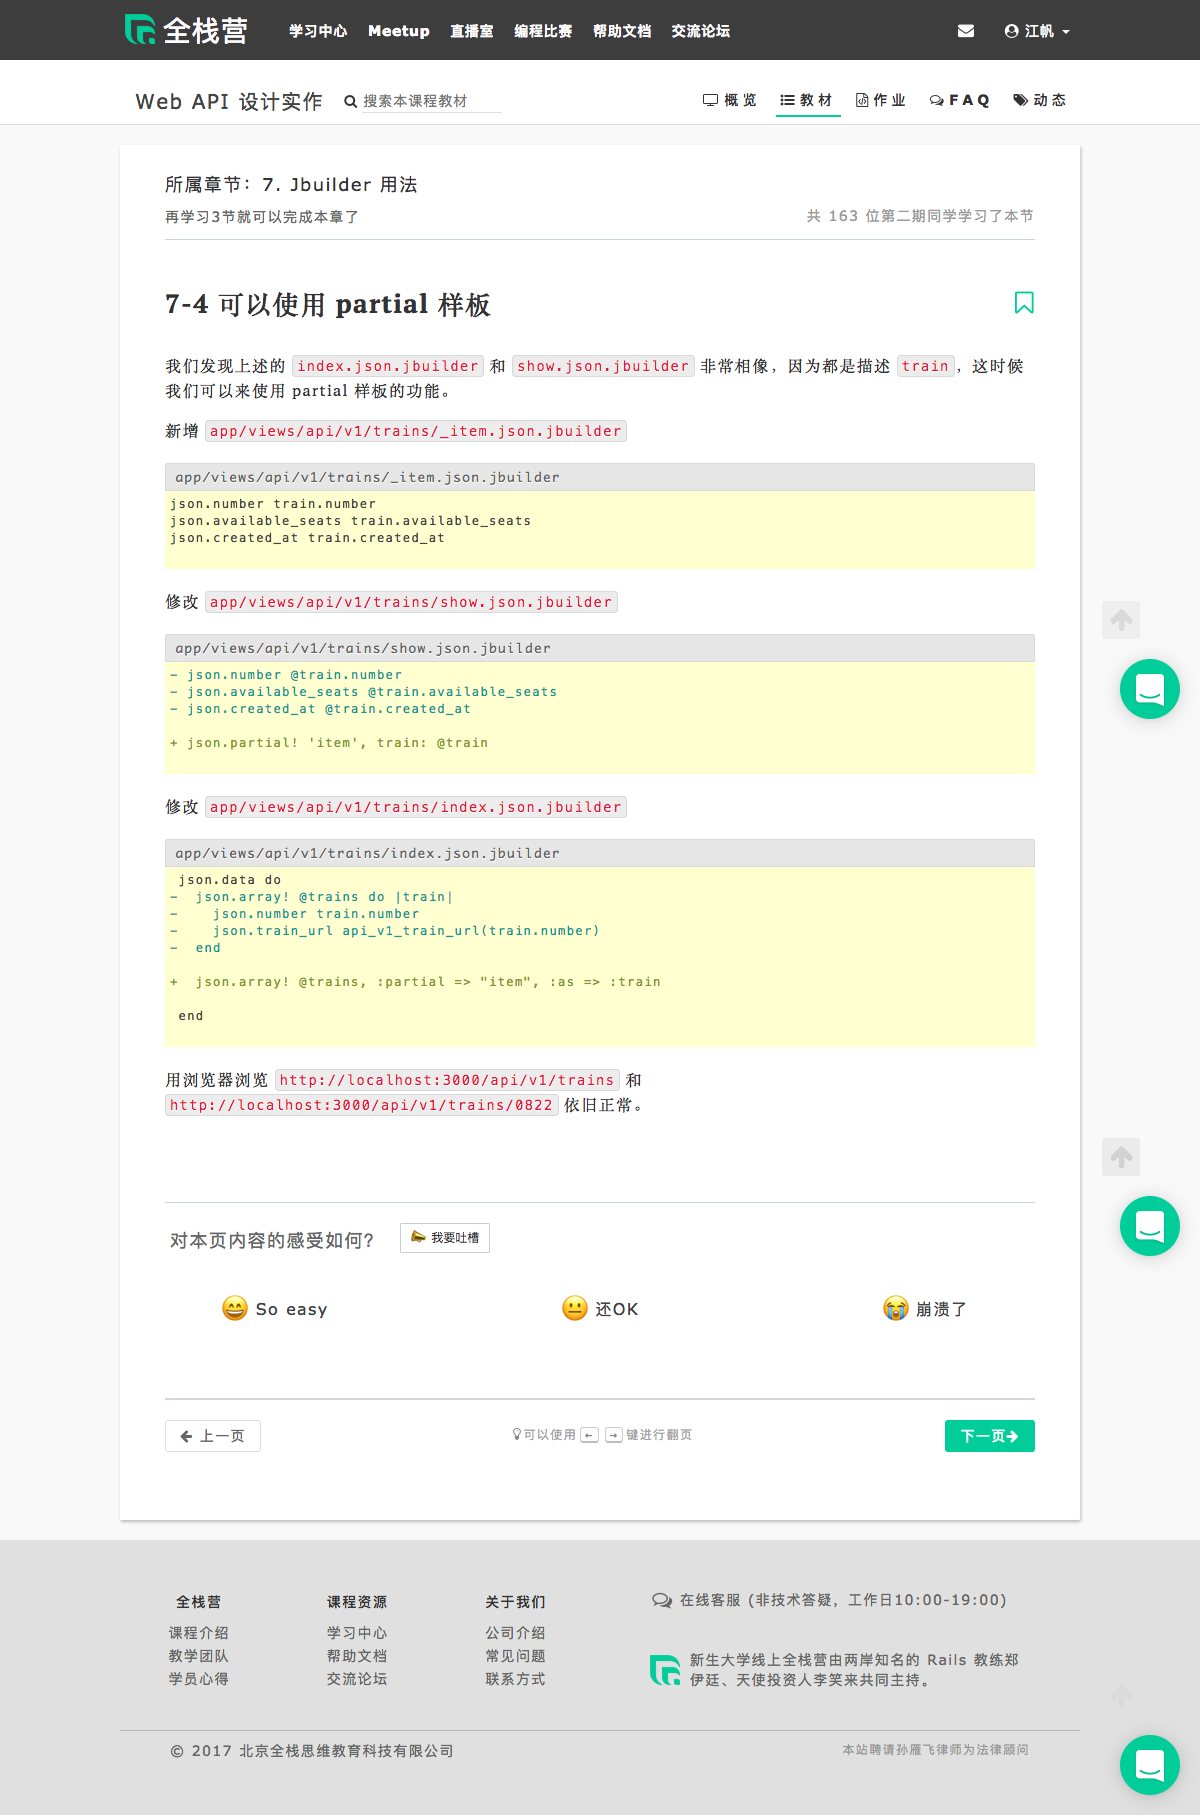 全栈营 学习中心 Meetup 直播室 编程比赛 帮助文档 交流论坛 江帆
Web API 设计实作 搜索本课程教材 概览 教材 作业 FAQ 动态
所属章节：7. Jbuilder 用法
再学习3节就可以完成本章了 共 163 位第二期同学学习了本节
7-4 可以使用 partial 样板
我们发现上述的 index.json.jbuilder 和 show.json.jbuilder 非常相像，因为都是描述 train，这时候
我们可以来使用 partial 样板的功能。
新增 app/views/api/v1/trains/_item.json.jbuilder
app/views/api/v1/trains/_item.json.jbuilder
json.number train.number
json.available_seats train.available_seats
json.created_at train.created_at
修改 app/views/api/v1/trains/show.json.jbuilder
app/views/api/v1/trains/show.json.jbuilder
- json.number @train.number
- json.available_seats @train.available_seats
- json.created_at @train.created_at
+ json.partial! 'item', train: @train
修改 app/views/api/v1/trains/index.json.jbuilder
app/views/api/v1/trains/index.json.jbuilder
 json.data do
-  json.array! @trains do |train|
-    json.number train.number
-    json.train_url api_v1_train_url(train.number)
-  end
+  json.array! @trains, :partial => "item", :as => :train
 end
用浏览器浏览 http://localhost:3000/api/v1/trains 和
http://localhost:3000/api/v1/trains/0822 依旧正常。
对本页内容的感受如何? 我要吐槽
So easy 还OK 崩溃了
← 上一页 可以使用 ← → 键进行翻页 下一页→
全栈营 课程资源 关于我们 在线客服 (非技术答疑，工作日10:00-19:00)
课程介绍 学习中心 公司介绍
教学团队 帮助文档 常见问题 新生大学线上全栈营由两岸知名的 Rails 教练郑
学员心得 交流论坛 联系方式 伊廷、天使投资人李笑来共同主持。
© 2017 北京全栈思维教育科技有限公司 本站聘请孙雁飞律师为法律顾问